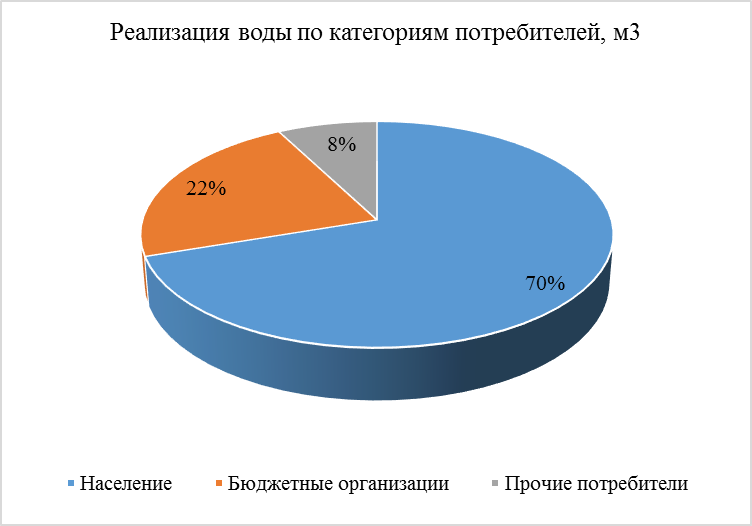 Реализация воды по категориям потребителей, м3
8%
22%
70%
Население Бюджетные организации Прочие потребители